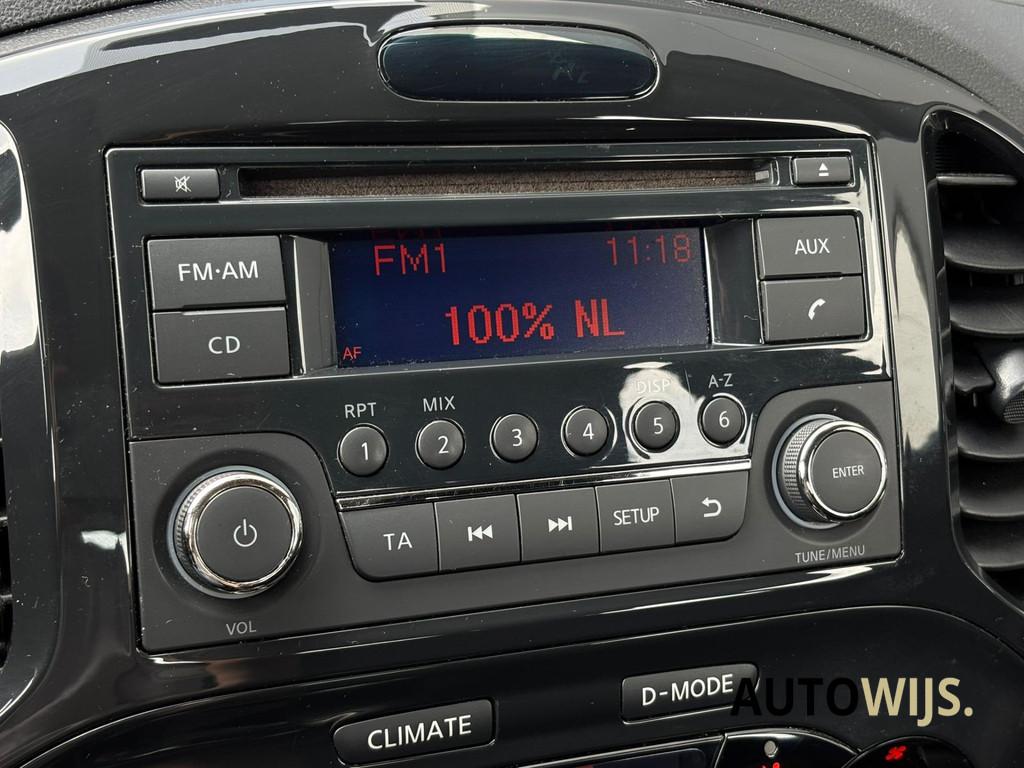 FM·AM
CD
FM1 11:18
100% NL
AF
AUX
RPT MIX DISP A-Z
1 2 3 4 5 6
ENTER
TUNE/MENU
VOL
TA
SETUP
CLIMATE
D-MODE
AUTOWIJS.